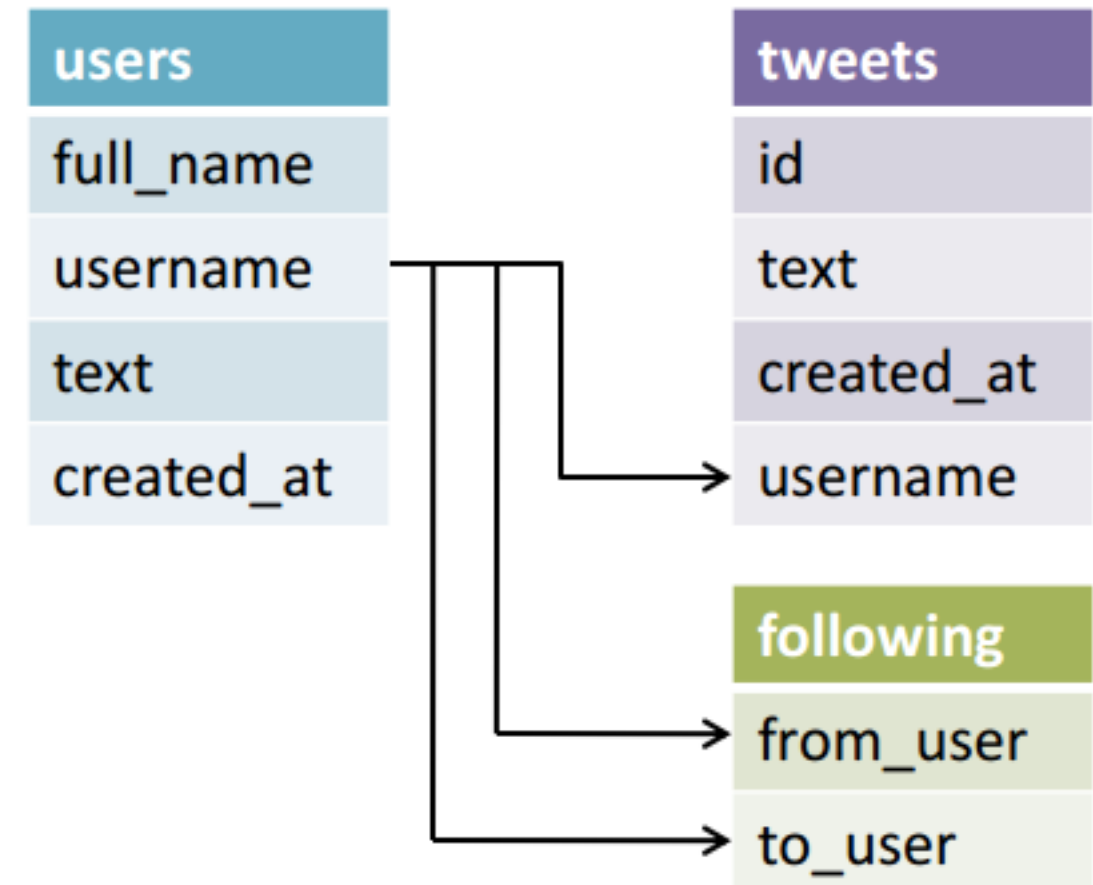 users
full_name
username
text
created_at
tweets
id
text
created_at
username
following
from_user
to_user